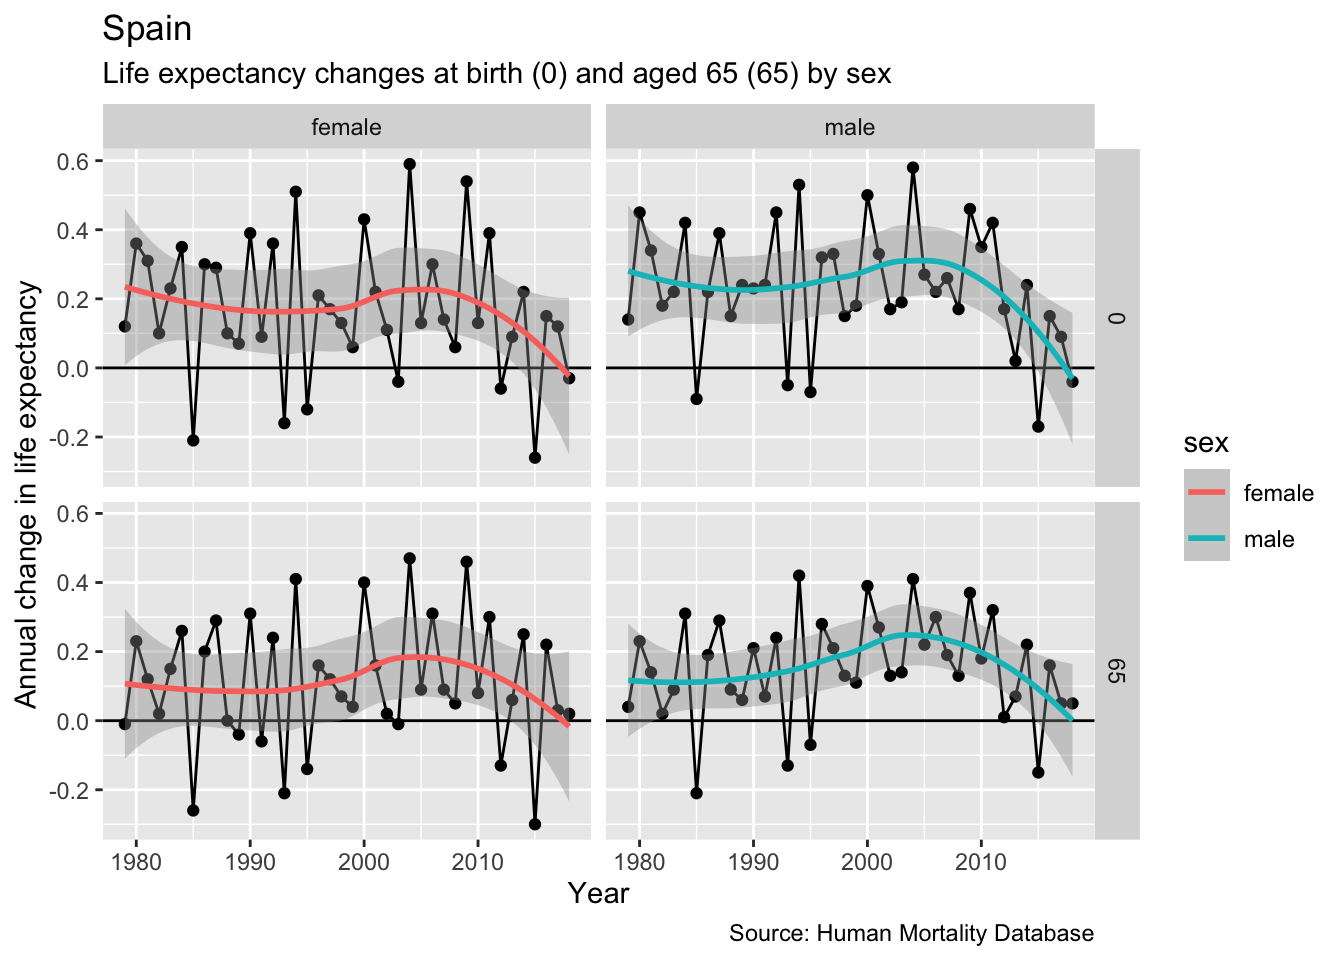 Spain
Life expectancy changes at birth (0) and aged 65 (65) by sex
female
male
0.6
0.4
0.2
0.0
-0.2
0
0.6
0.4
0.2
0.0
-0.2
65
Annual change in life expectancy
1980
1990
2000
2010
1980
1990
2000
2010
Year
sex
female
male
Source: Human Mortality Database